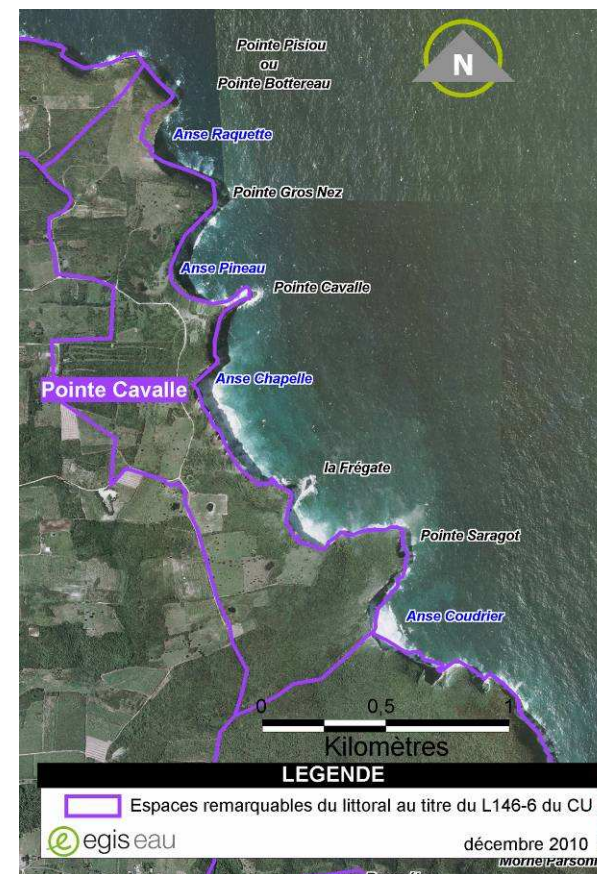 Pointe Pisiou
ou
Pointe Bottereau
N
Anse Raquette
Pointe Gros Nez
Anse Pineau
Pointe Cavalle
Pointe Cavalle
Anse Chapelle
la Frégate
Pointe Saragot
Anse Coudrier
0 0.5 1
Kilomètres
LEGENDE
Espaces remarquables du littoral au titre du L146-6 du CU
e egis eau
décembre 2010
Morne Parsonn